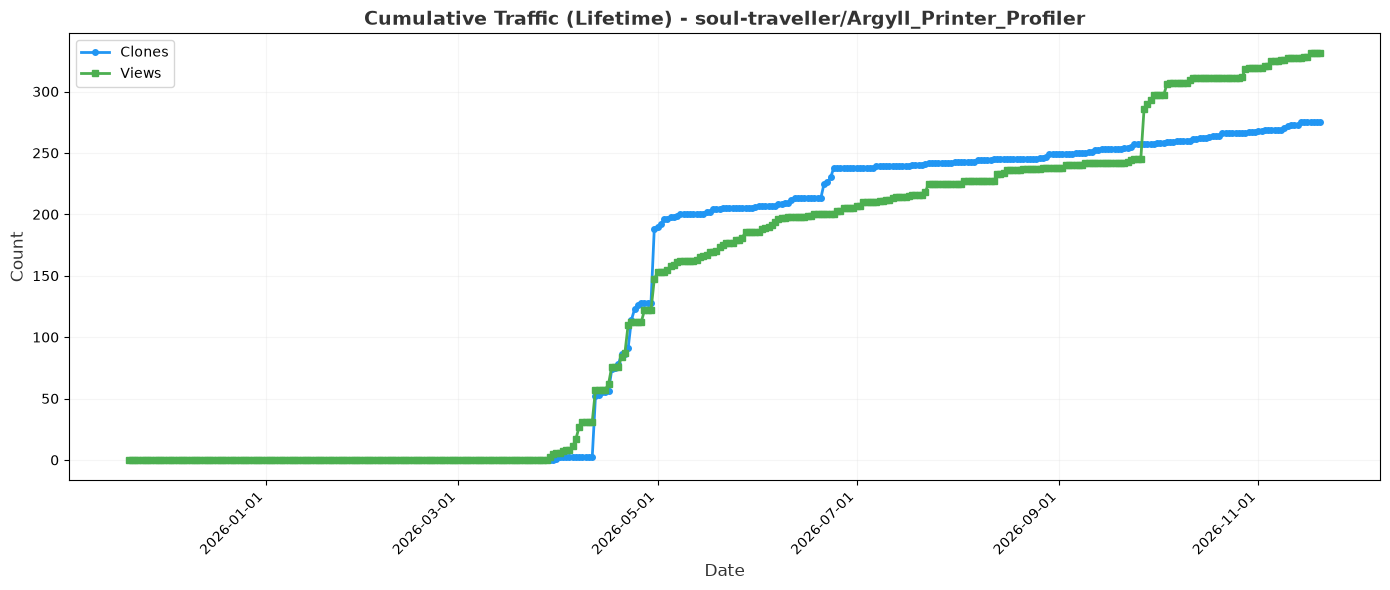 Cumulative Traffic (Lifetime) - soul-traveller/Argyll_Printer_Profiler
Clones
Views
Count
300
250
200
150
100
50
0
2026-01-01
2026-03-01
2026-05-01
2026-07-01
2026-09-01
2026-11-01
Date